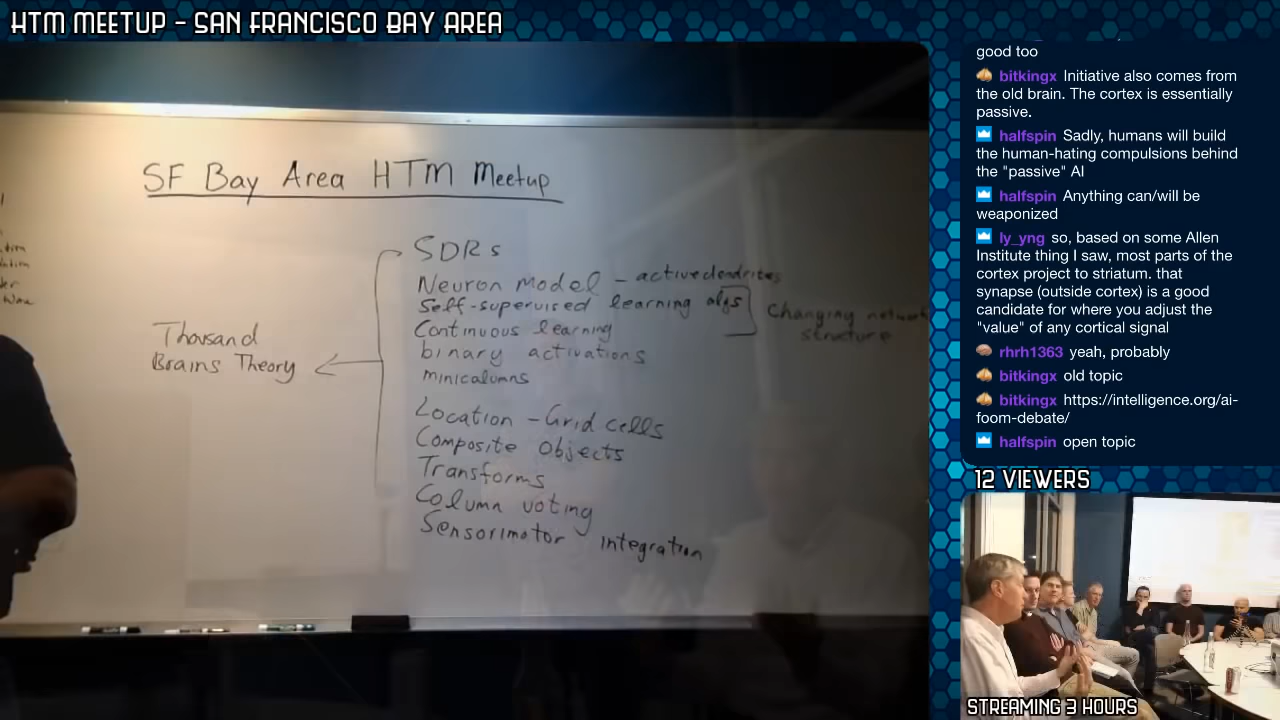 HTM MEETUP - SAN FRANCISCO BAY AREA
SF Bay Area HTM Meetup
SDRs
Neuron model - active dendrites
Self-supervised learning algs
Continuous learning
Changing network
structure
binary activations
minicolumns
Thousand
Brains Theory
Location - Grid cells
Composite Objects
Transforms
Column voting
Sensorimotor integration
good too
bitkingx Initiative also comes from
the old brain. The cortex is essentially
passive.
halfspin Sadly, humans will build
the human-hating compulsions behind
the "passive" AI
halfspin Anything can/will be
weaponized
ly_yng so, based on some Allen
Institute thing I saw, most parts of the
cortex project to striatum. that
synapse (outside cortex) is a good
candidate for where you adjust the
"value" of any cortical signal
rhrh1363 yeah, probably
bitkingx old topic
bitkingx https://intelligence.org/ai-
foom-debate/
halfspin open topic
12 VIEWERS
STREAMING 3 HOURS